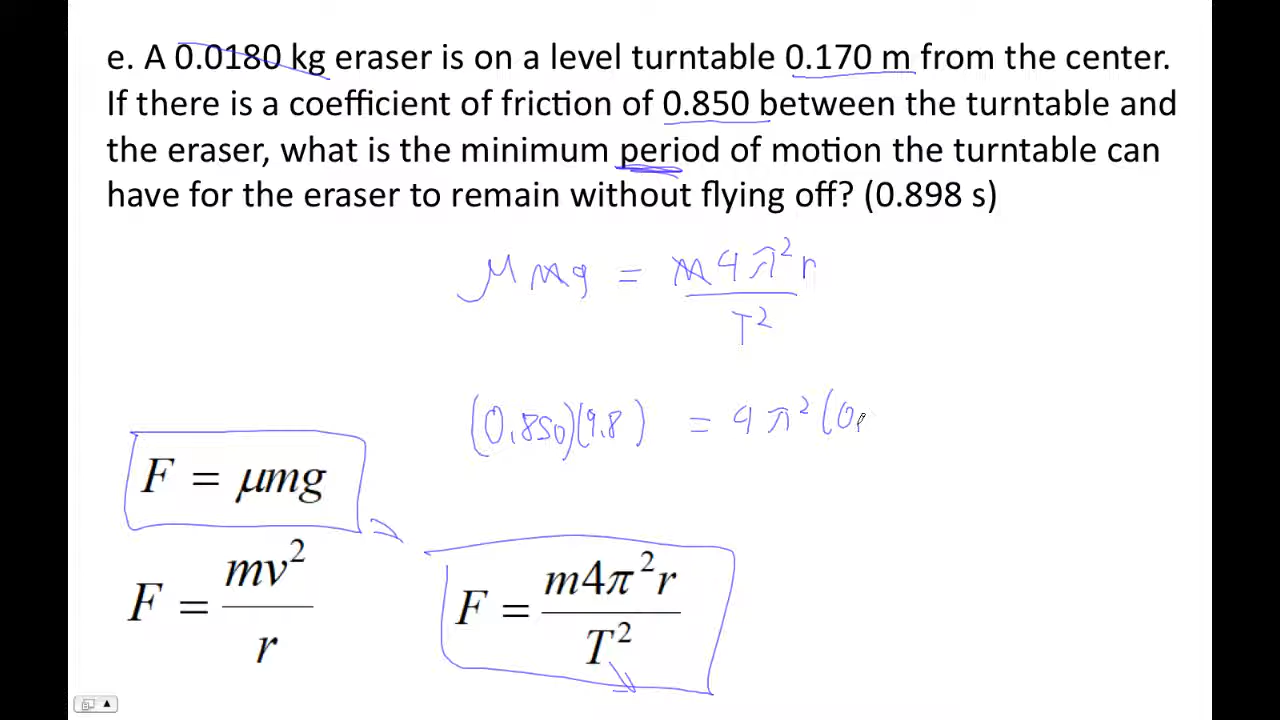 e. A 0.0180 kg eraser is on a level turntable 0.170 m from the center.
If there is a coefficient of friction of 0.850 between the turntable and
the eraser, what is the minimum period of motion the turntable can
have for the eraser to remain without flying off? (0.898 s)
μmg = m4π²r / T²
(0.850)(9.8) = 4π²(0.
F = μmg
F = mv² / r
F = m4π²r / T²